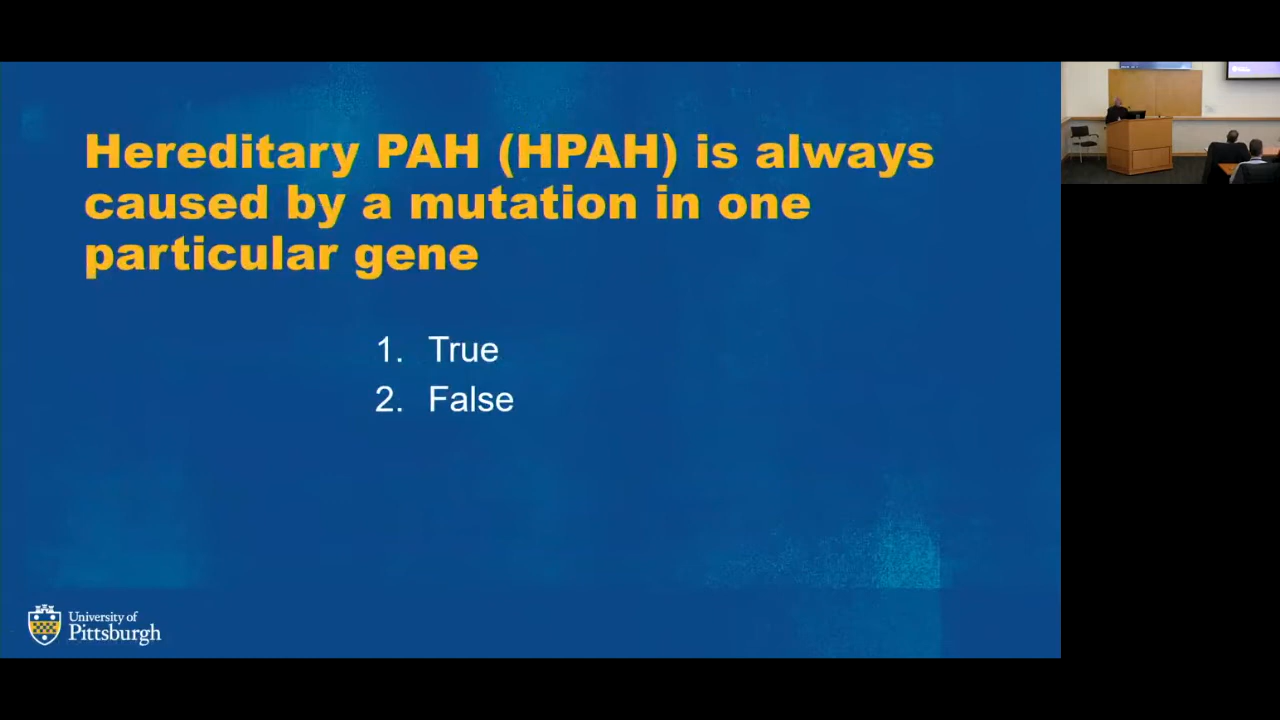 Hereditary PAH (HPAH) is always
caused by a mutation in one
particular gene
1. True
2. False
University of
Pittsburgh